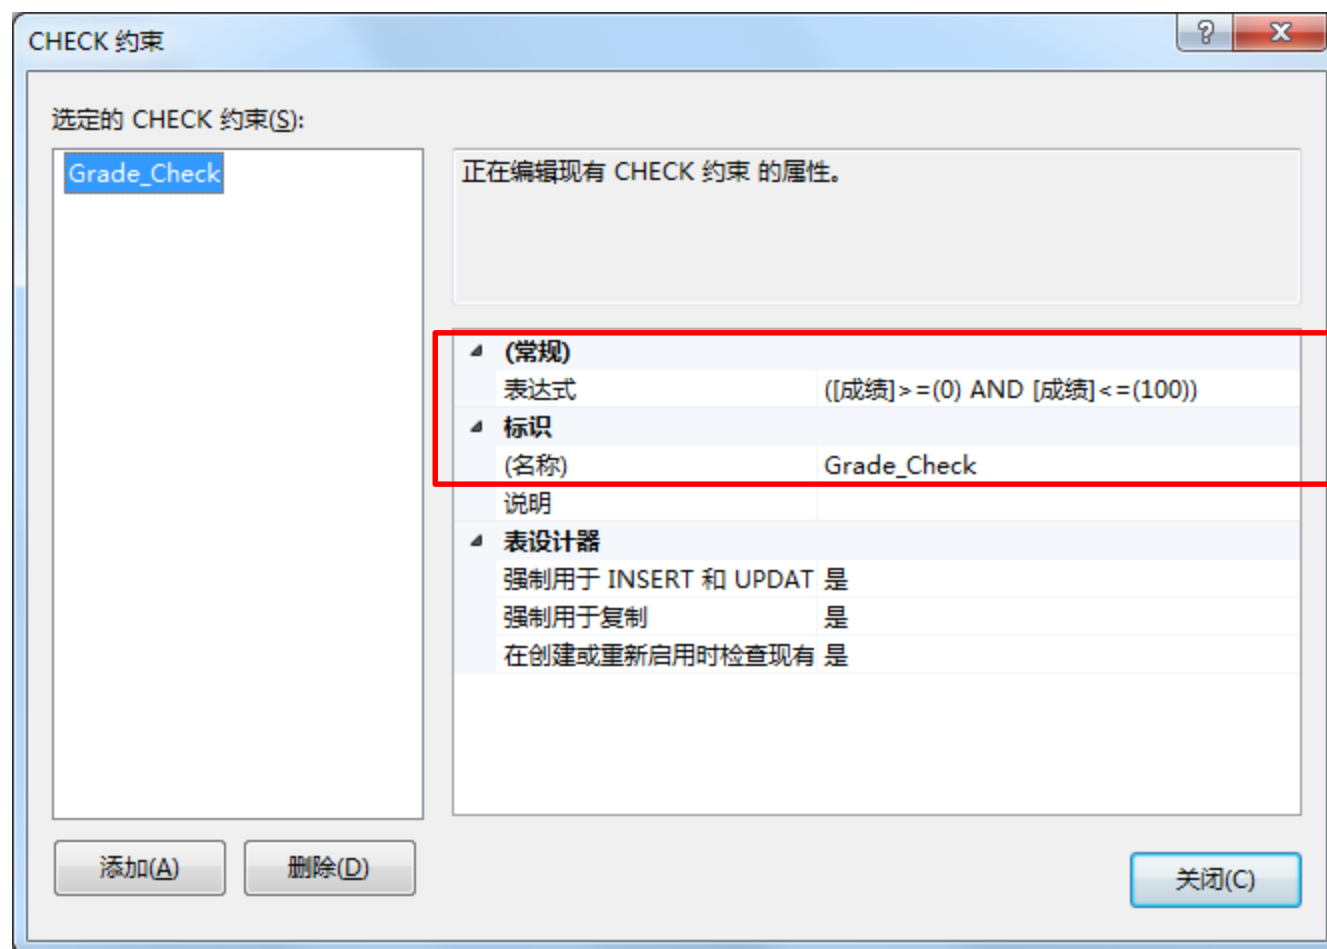 CHECK 约束
选定的 CHECK 约束(S):
Grade_Check
正在编辑现有 CHECK 约束 的属性。
(常规)
表达式 ([成绩]>=(0) AND [成绩]<=(100))
标识
(名称) Grade_Check
说明
表设计器
强制用于 INSERT 和 UPDAT 是
强制用于复制 是
在创建或重新启用时检查现有 是
添加(A) 删除(D)
关闭(C)